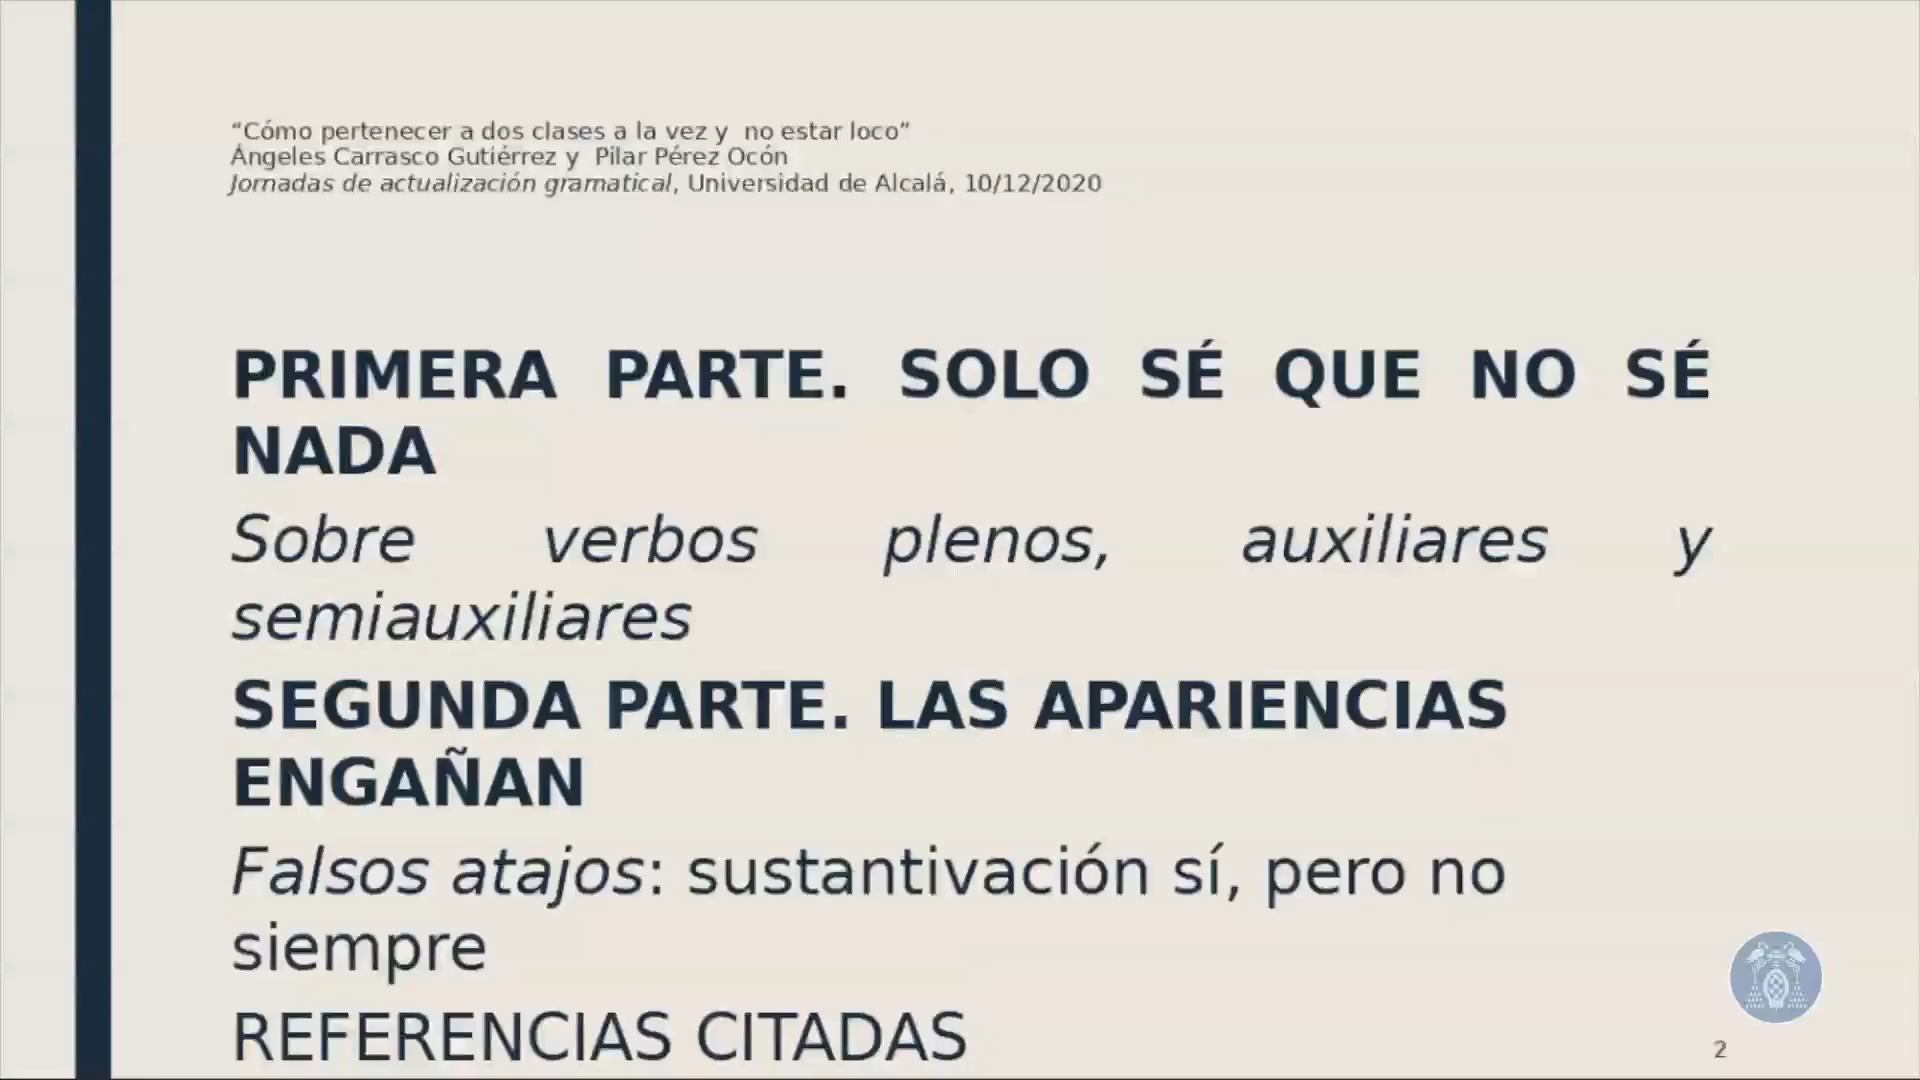 “Cómo pertenecer a dos clases a la vez y no estar loco”
Ángeles Carrasco Gutiérrez y Pilar Pérez Ocón
Jornadas de actualización gramatical, Universidad de Alcalá, 10/12/2020
PRIMERA PARTE. SOLO SÉ QUE NO SÉ
NADA
Sobre verbos plenos, auxiliares y
semiauxiliares
SEGUNDA PARTE. LAS APARIENCIAS
ENGAÑAN
Falsos atajos: sustantivación sí, pero no
siempre
REFERENCIAS CITADAS
2